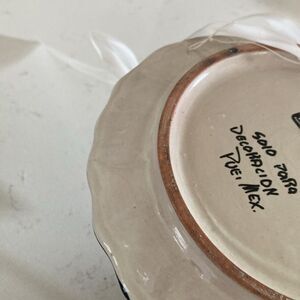 SOLO PARA
DECORACION
PUE. MEX.